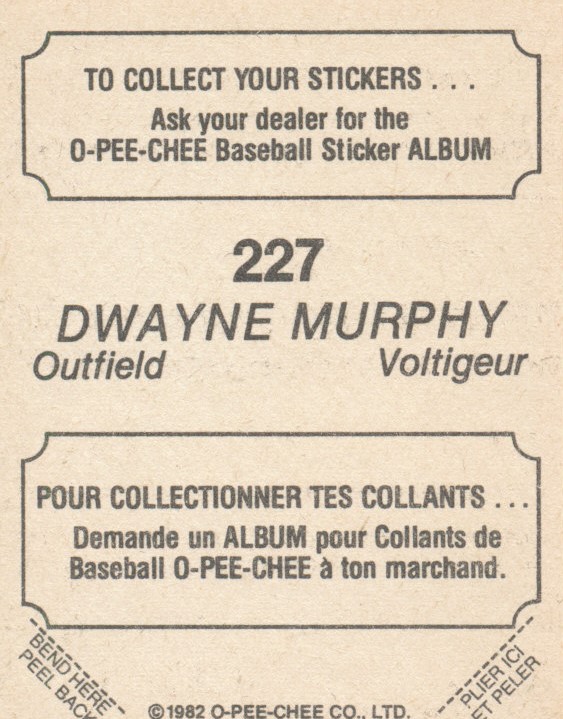 TO COLLECT YOUR STICKERS . . .
Ask your dealer for the
O-PEE-CHEE Baseball Sticker ALBUM
227
DWAYNE MURPHY
Outfield Voltigeur
POUR COLLECTIONNER TES COLLANTS . . .
Demande un ALBUM pour Collants de
Baseball O-PEE-CHEE à ton marchand.
BEND HERE
PEEL BACK
PLIER ICI
ET PELER
©1982 O-PEE-CHEE CO., LTD.